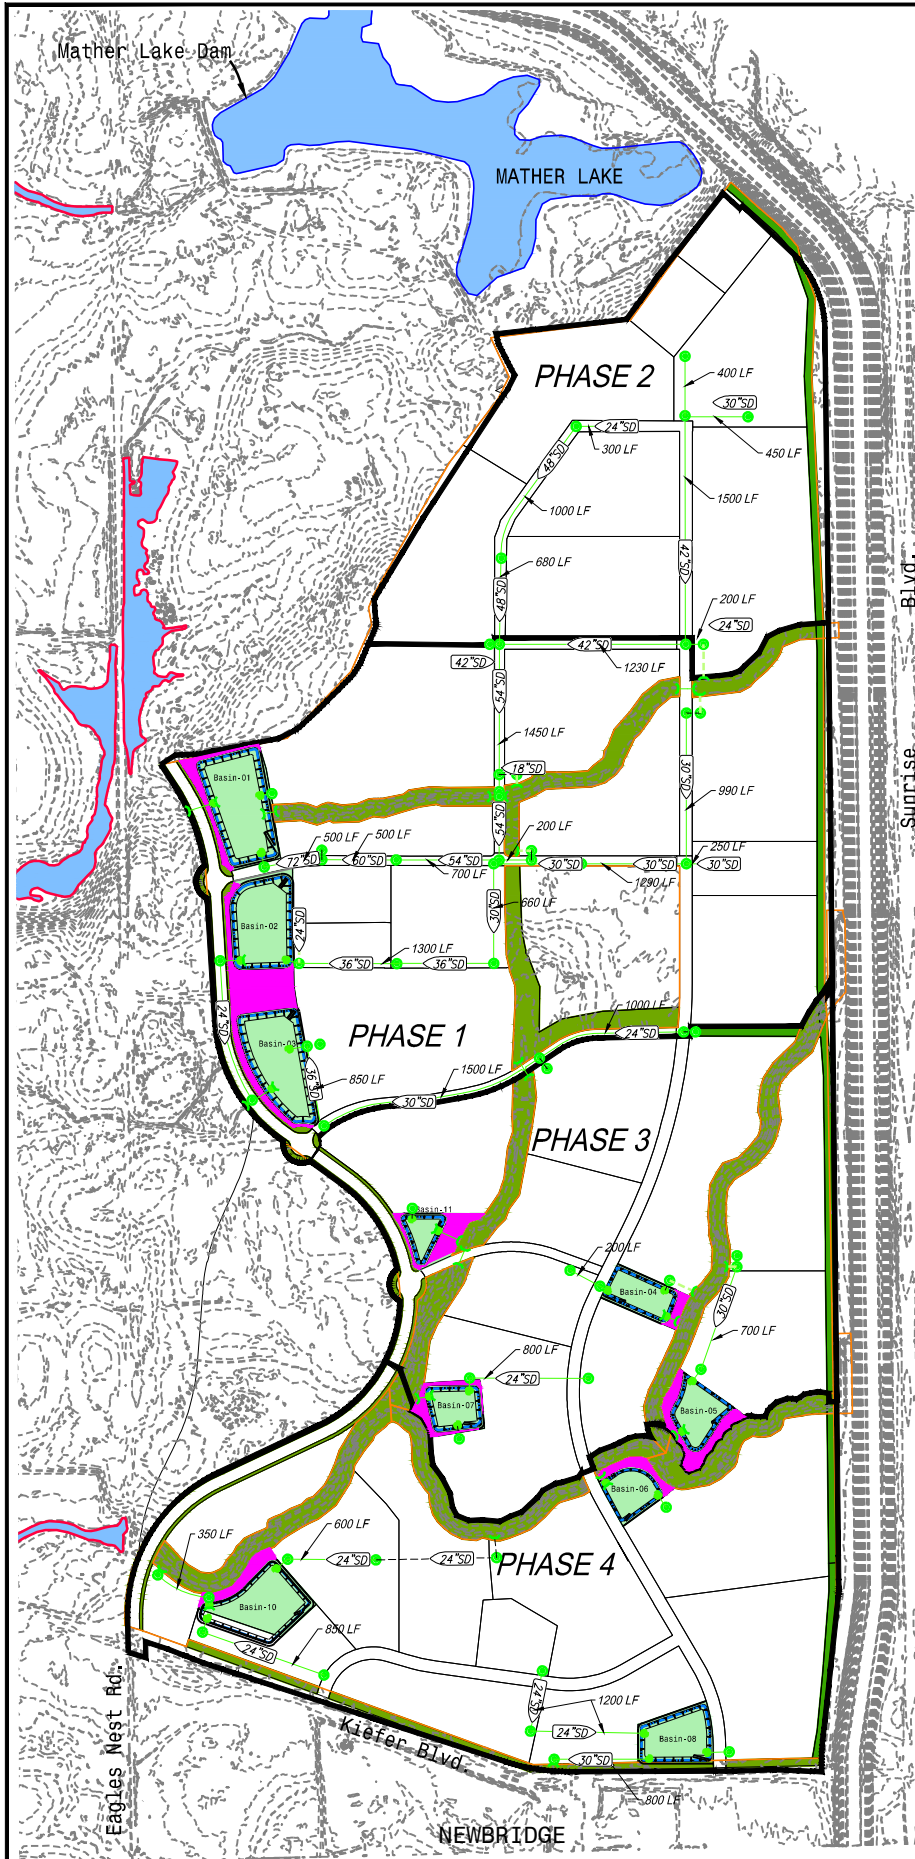 Mather Lake Dam
MATHER LAKE
PHASE 2
400 LF
30"SD
24"SD
300 LF
450 LF
48"SD
1000 LF
1500 LF
42"SD
680 LF
48"SD
200 LF
24"SD
42"SD
42"SD
1230 LF
54"SD
1450 LF
18"SD
Basin-01
30"SD
990 LF
54"SD
200 LF
500 LF
500 LF
72"SD
60"SD
54"SD
700 LF
30"SD
30"SD
250 LF
30"SD
1290 LF
660 LF
30"SD
Basin-02
24"SD
1300 LF
36"SD
36"SD
24"SD
Basin-03
PHASE 1
1000 LF
24"SD
36"SD
850 LF
1500 LF
30"SD
PHASE 3
Basin-11
200 LF
Basin-04
30"SD
700 LF
800 LF
24"SD
Basin-07
Basin-05
Basin-06
350 LF
600 LF
24"SD
24"SD
PHASE 4
Basin-10
850 LF
24"SD
24"SD
1200 LF
24"SD
Basin-08
30"SD
800 LF
Eagles Nest Rd.
Kiefer Blvd.
NEWBRIDGE
Sunrise Blvd.